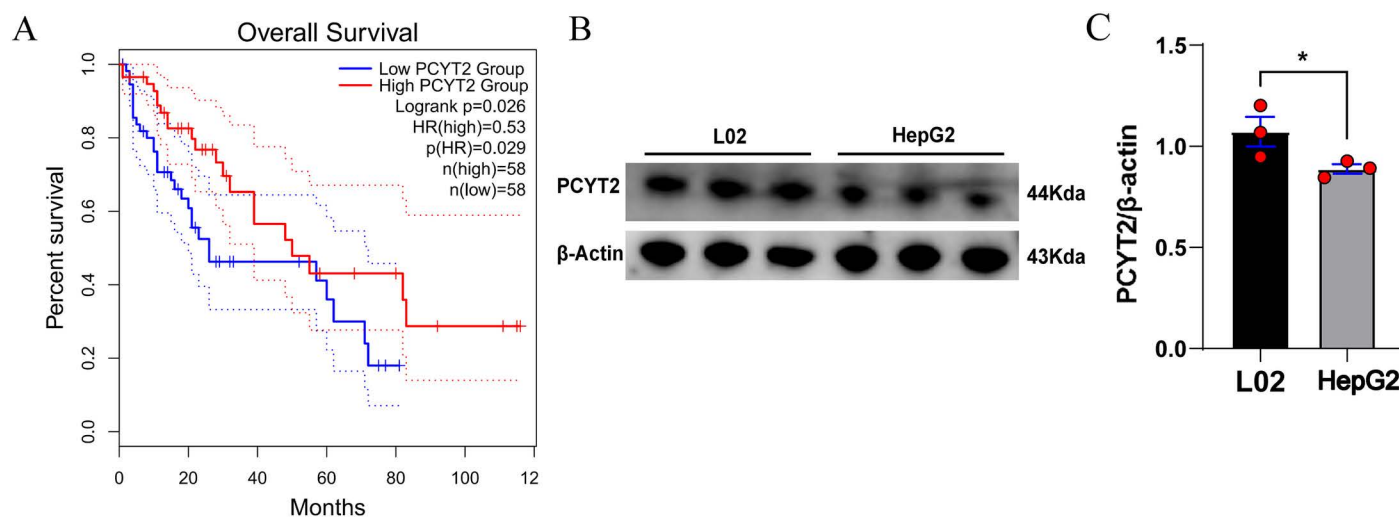 A
Overall Survival
Low PCYT2 Group
High PCYT2 Group
Logrank p=0.026
HR(high)=0.53
p(HR)=0.029
n(high)=58
n(low)=58
Percent survival
1.0
0.8
0.6
0.4
0.2
0.0
0 20 40 60 80 100 12
Months
B
L02 HepG2
PCYT2 44Kda
β-Actin 43Kda
C
PCYT2/β-actin
1.5
1.0
0.5
0.0
*
L02 HepG2